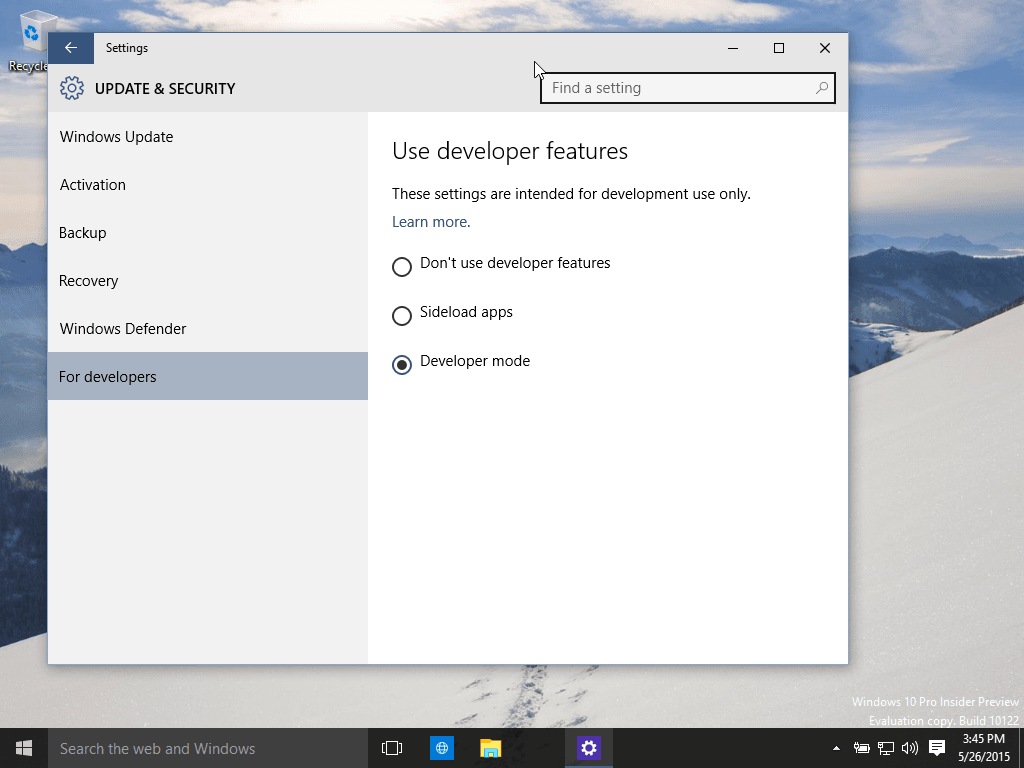 Recycle
Settings
UPDATE & SECURITY
Find a setting
Windows Update
Activation
Backup
Recovery
Windows Defender
For developers
Use developer features
These settings are intended for development use only.
Learn more.
Don't use developer features
Sideload apps
Developer mode
Windows 10 Pro Insider Preview
Evaluation copy. Build 10122
Search the web and Windows
3:45 PM
5/26/2015